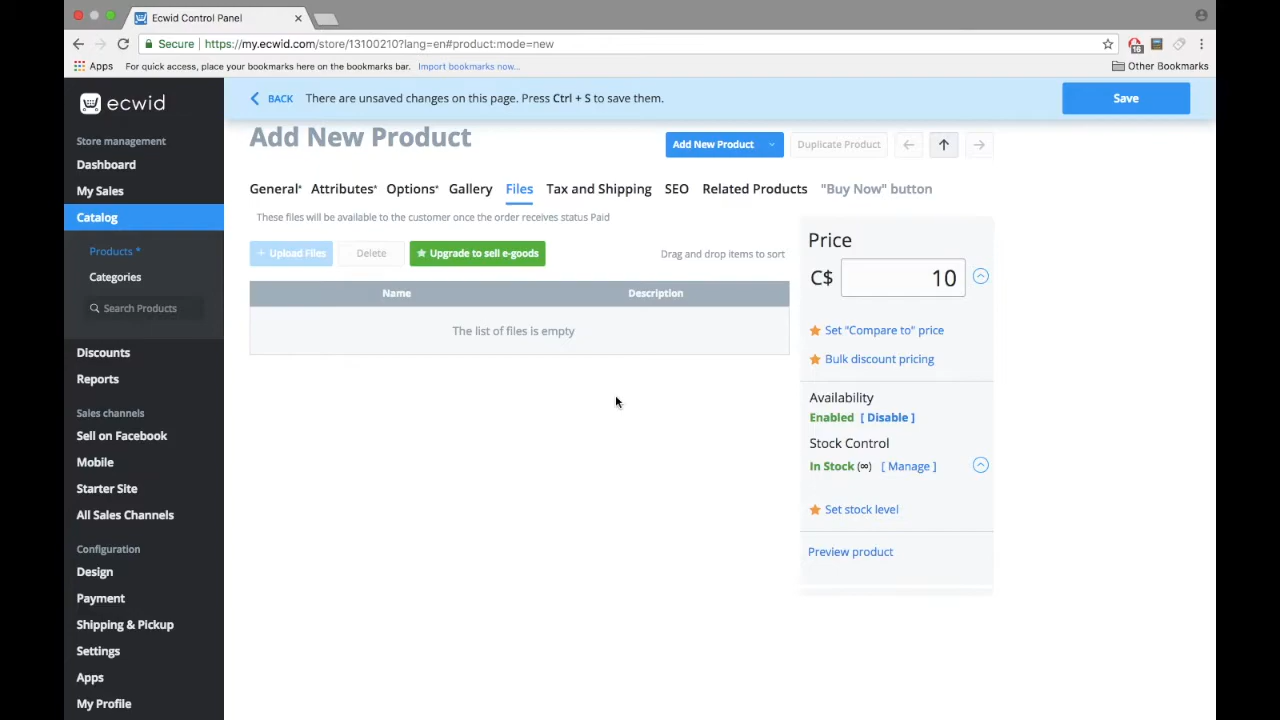 Ecwid Control Panel
Secure https://my.ecwid.com/store/13100210?lang=en#product:mode=new
16
Apps For quick access, place your bookmarks here on the bookmarks bar. Import bookmarks now... Other Bookmarks
ecwid
BACK There are unsaved changes on this page. Press Ctrl + S to save them. Save
Store management
Dashboard
My Sales
Catalog
Products *
Categories
Search Products
Discounts
Reports
Sales channels
Sell on Facebook
Mobile
Starter Site
All Sales Channels
Configuration
Design
Payment
Shipping & Pickup
Settings
Apps
My Profile
Add New Product
Add New Product Duplicate Product
General* Attributes* Options* Gallery Files Tax and Shipping SEO Related Products "Buy Now" button
These files will be available to the customer once the order receives status Paid
+ Upload Files Delete Upgrade to sell e-goods Drag and drop items to sort
Name Description
The list of files is empty
Price
C$ 10
Set "Compare to" price
Bulk discount pricing
Availability
Enabled [ Disable ]
Stock Control
In Stock (∞) [ Manage ]
Set stock level
Preview product